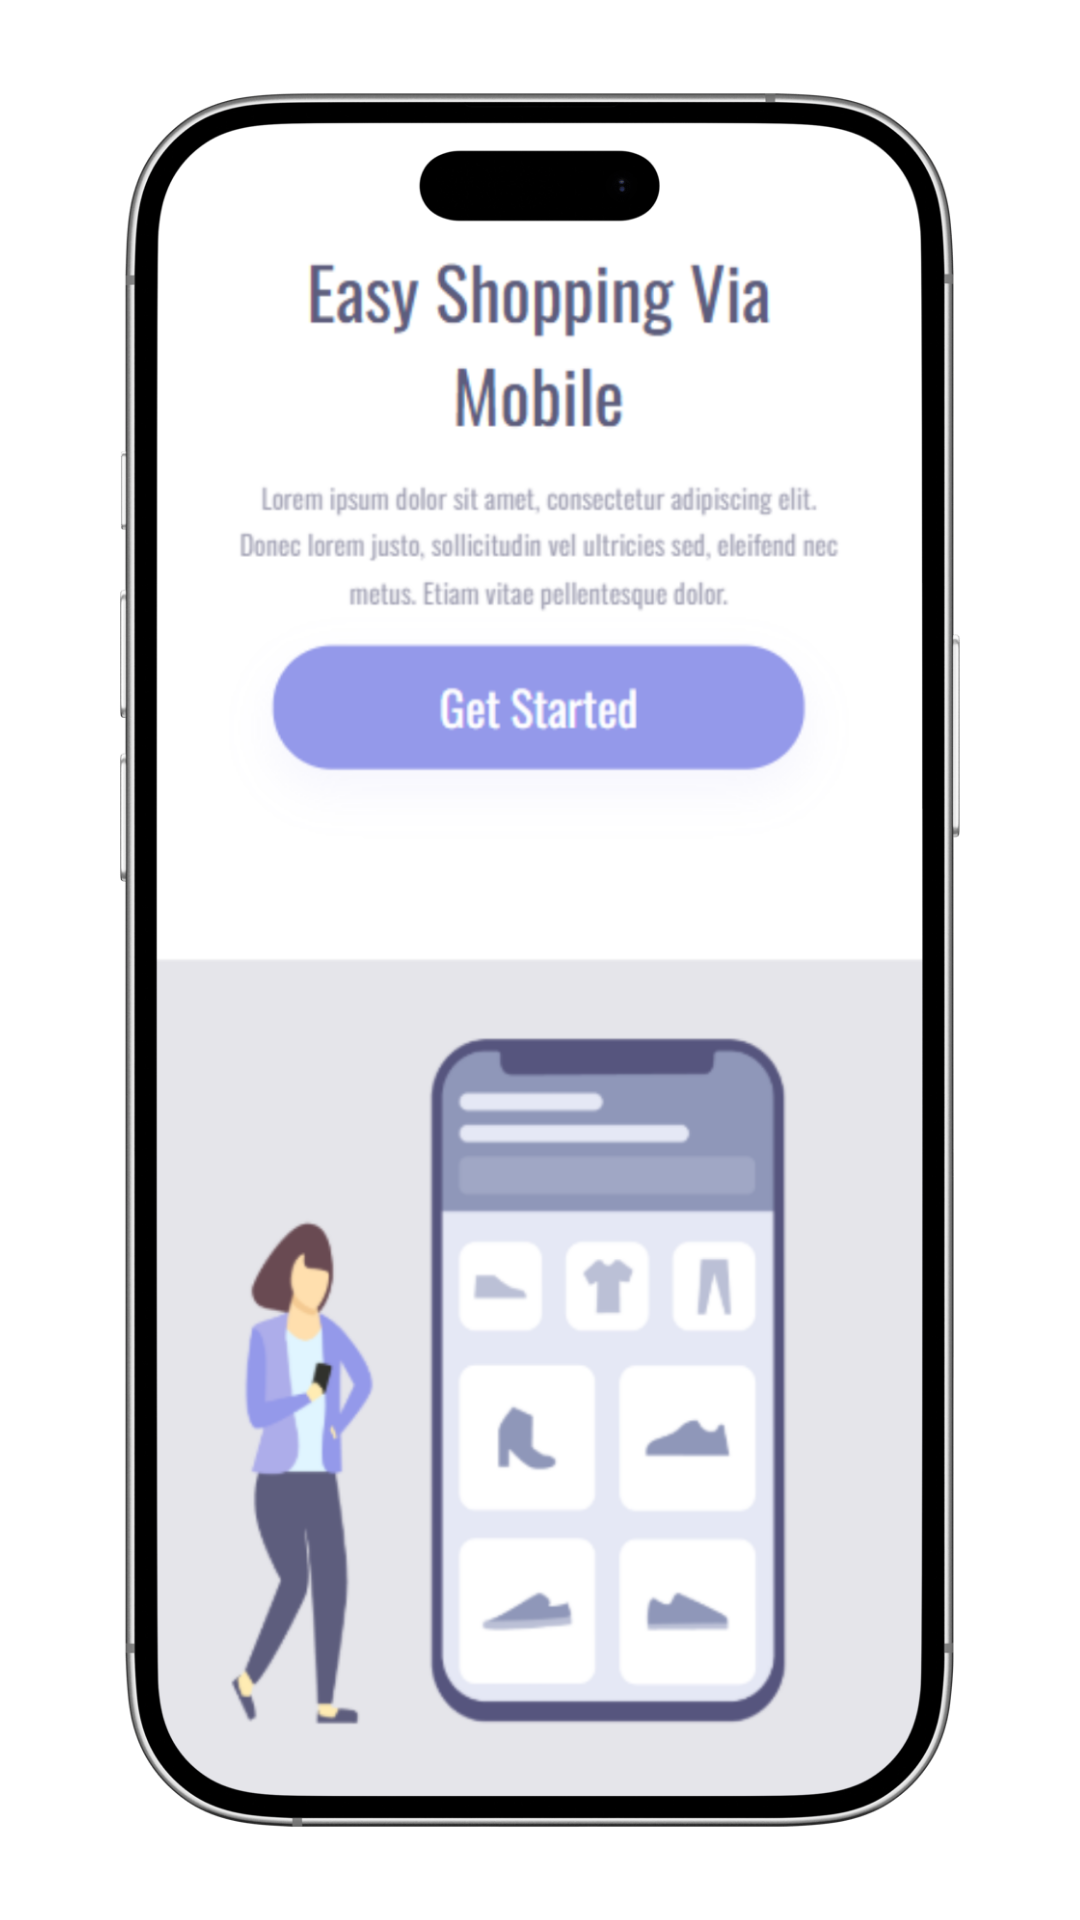 Easy Shopping Via
Mobile
Lorem ipsum dolor sit amet, consectetur adipiscing elit.
Donec lorem justo, sollicitudin vel ultricies sed, eleifend nec
metus. Etiam vitae pellentesque dolor.
Get Started